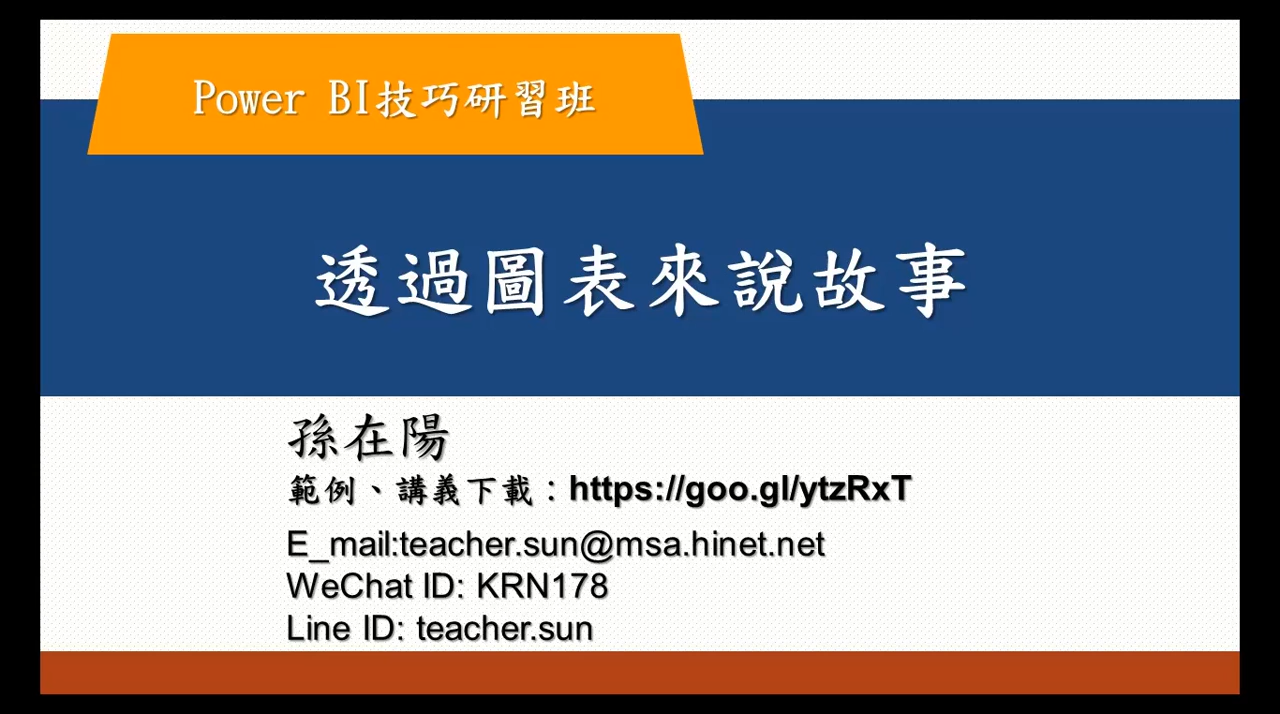 Power BI技巧研習班
透過圖表來說故事
孫在陽
範例、講義下載：https://goo.gl/ytzRxT
E_mail:teacher.sun@msa.hinet.net
WeChat ID: KRN178
Line ID: teacher.sun